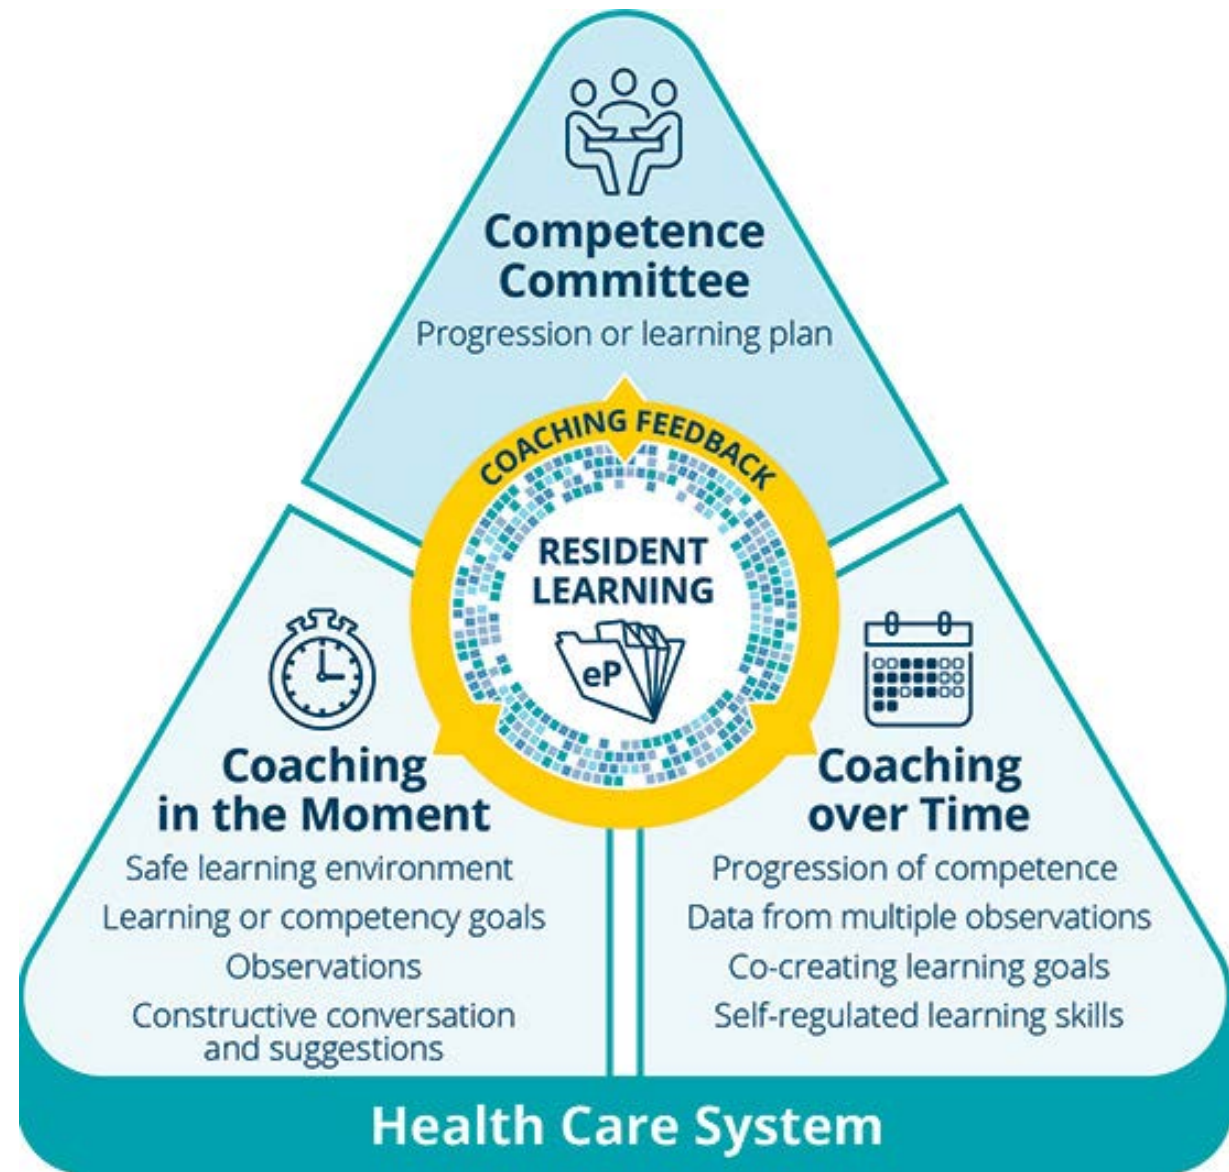 Competence
Committee
Progression or learning plan
COACHING FEEDBACK
RESIDENT
LEARNING
eP
Coaching
in the Moment
Safe learning environment
Learning or competency goals
Observations
Constructive conversation
and suggestions
Coaching
over Time
Progression of competence
Data from multiple observations
Co-creating learning goals
Self-regulated learning skills
Health Care System